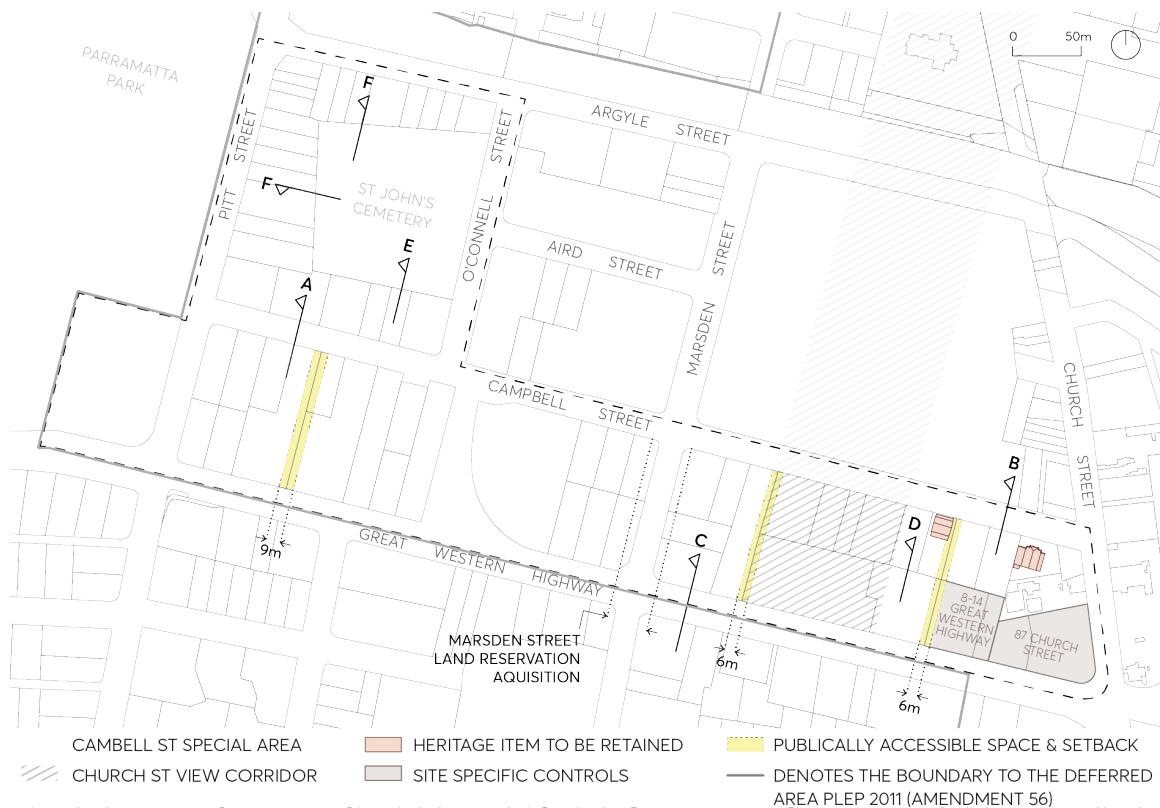 PARRAMATTA
PARK
0 50m
F
ARGYLE STREET
PITT STREET
O'CONNELL STREET
F
ST JOHN'S
CEMETERY
E
A
AIRD STREET
MARSDEN STREET
CHURCH STREET
CAMPBELL STREET
B
D
C
9m
GREAT WESTERN HIGHWAY
8-14
GREAT
WESTERN
HIGHWAY
87 CHURCH
STREET
MARSDEN STREET
LAND RESERVATION
AQUISITION
6m
6m
CAMBELL ST SPECIAL AREA
HERITAGE ITEM TO BE RETAINED
PUBLICALLY ACCESSIBLE SPACE & SETBACK
CHURCH ST VIEW CORRIDOR
SITE SPECIFIC CONTROLS
DENOTES THE BOUNDARY TO THE DEFERRED
AREA PLEP 2011 (AMENDMENT 56)